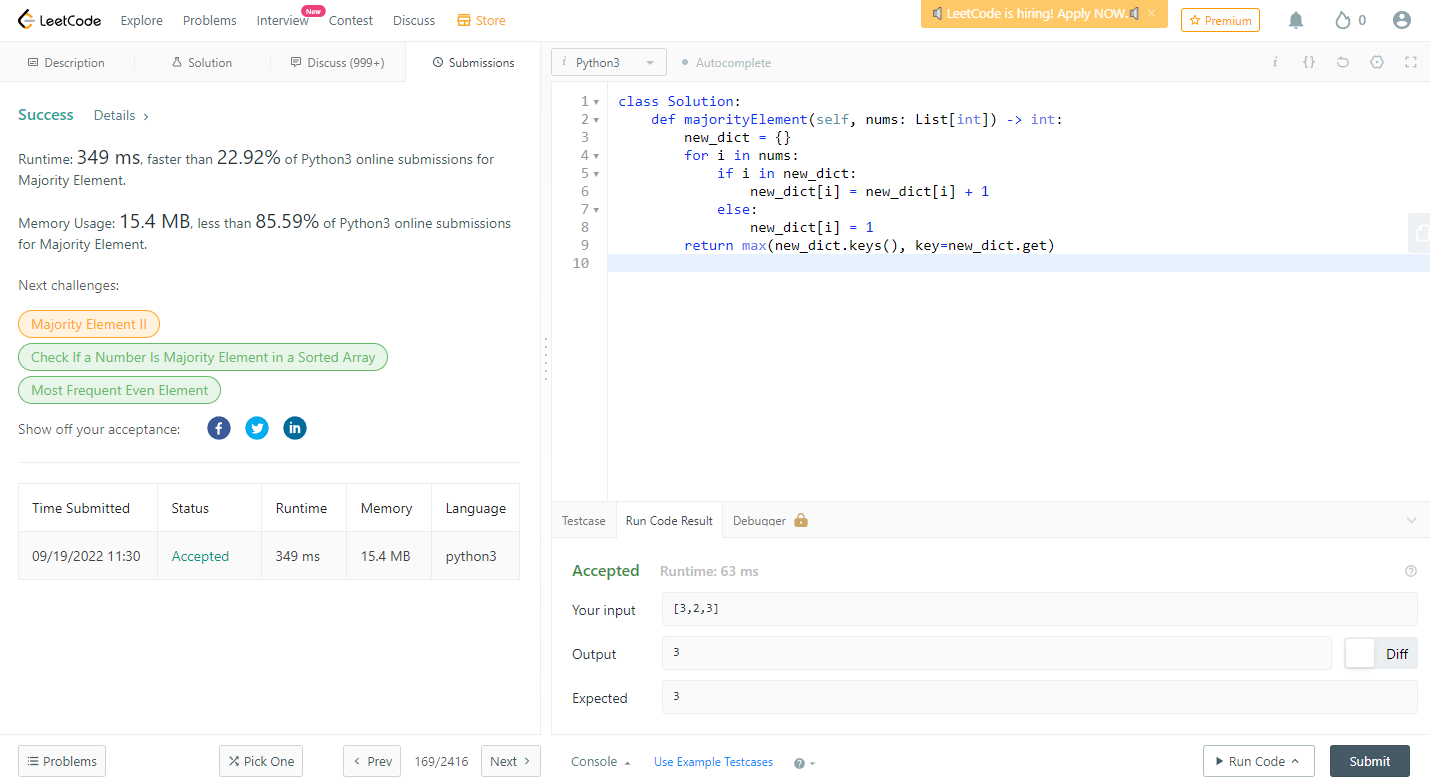 LeetCode Explore Problems Interview New Contest Discuss Store LeetCode is hiring! Apply NOW. × Premium 0
Description Solution Discuss (999+) Submissions
i Python3 Autocomplete i {}
Success Details >
Runtime: 349 ms, faster than 22.92% of Python3 online submissions for
Majority Element.
Memory Usage: 15.4 MB, less than 85.59% of Python3 online submissions
for Majority Element.
Next challenges:
Majority Element II
Check If a Number Is Majority Element in a Sorted Array
Most Frequent Even Element
Show off your acceptance: f in
Time Submitted Status Runtime Memory Language
09/19/2022 11:30 Accepted 349 ms 15.4 MB python3
1 class Solution:
2 def majorityElement(self, nums: List[int]) -> int:
3 new_dict = {}
4 for i in nums:
5 if i in new_dict:
6 new_dict[i] = new_dict[i] + 1
7 else:
8 new_dict[i] = 1
9 return max(new_dict.keys(), key=new_dict.get)
10
Testcase Run Code Result Debugger
Accepted Runtime: 63 ms ?
Your input [3,2,3]
Output 3 Diff
Expected 3
Problems Pick One < Prev 169/2416 Next >
Console Use Example Testcases ? Run Code Submit